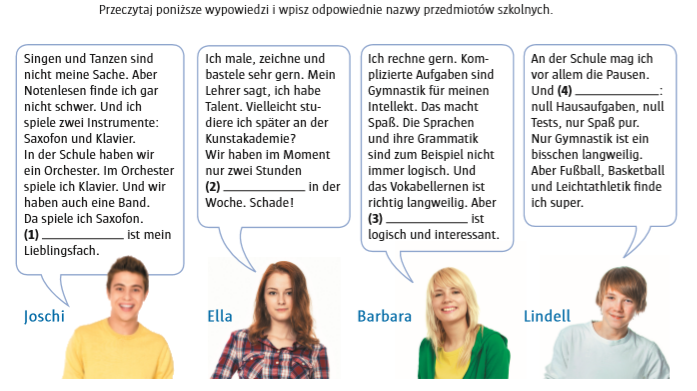 Przeczytaj poniższe wypowiedzi i wpisz odpowiednie nazwy przedmiotów szkolnych.
Singen und Tanzen sind
nicht meine Sache. Aber
Notenlesen finde ich gar
nicht schwer. Und ich
spiele zwei Instrumente:
Saxofon und Klavier.
In der Schule haben wir
ein Orchester. Im Orchester
spiele ich Klavier. Und wir
haben auch eine Band.
Da spiele ich Saxofon.
(1) ______________ ist mein
Lieblingsfach.
Joschi
Ich male, zeichne und
bastele sehr gern. Mein
Lehrer sagt, ich habe
Talent. Vielleicht stu-
diere ich später an der
Kunstakademie?
Wir haben im Moment
nur zwei Stunden
(2) ______________ in der
Woche. Schade!
Ella
Ich rechne gern. Kom-
plizierte Aufgaben sind
Gymnastik für meinen
Intellekt. Das macht
Spaß. Die Sprachen
und ihre Grammatik
sind zum Beispiel nicht
immer logisch. Und
das Vokabellernen ist
richtig langweilig. Aber
(3) ______________ ist
logisch und interessant.
Barbara
An der Schule mag ich
vor allem die Pausen.
Und (4) ______________:
null Hausaufgaben, null
Tests, nur Spaß pur.
Nur Gymnastik ist ein
bisschen langweilig.
Aber Fußball, Basketball
und Leichtathletik finde
ich super.
Lindell